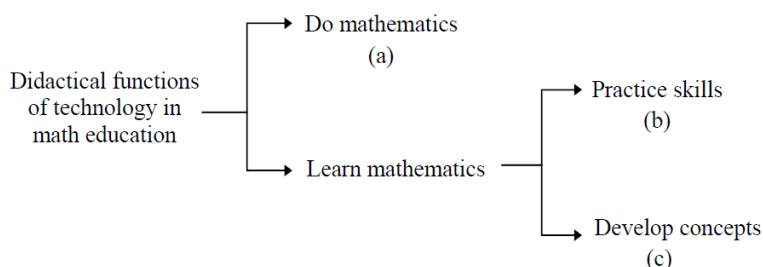 Do mathematics
(a)
Didactical functions
of technology in
math education
Practice skills
(b)
Learn mathematics
Develop concepts
(c)